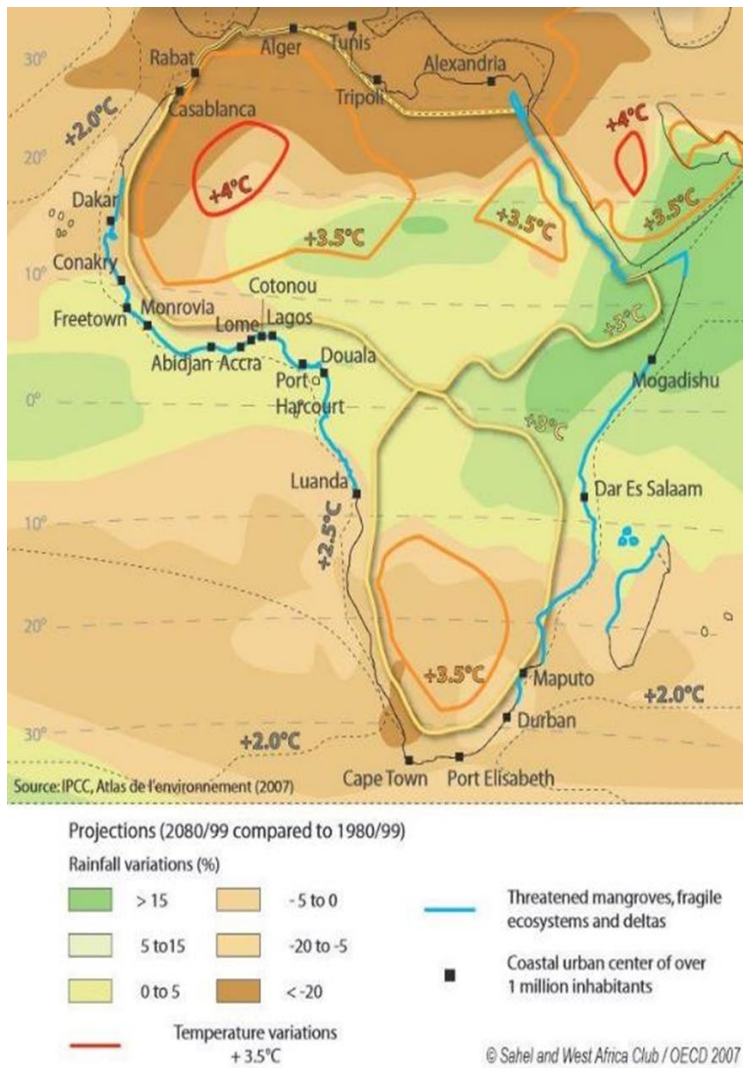 30°
Alger
Tunis
Rabat
Alexandria
Tripoli
Casablanca
+2.0°C
+4°C
20°
+4°C
Dakar
+3.5°C
+3.5°C
+3.5°C
10°
Conakry
Cotonou
Freetown
Monrovia
Lome
Lagos
+3°C
Abidjan
Accra
Douala
Port
Harcourt
Mogadishu
0°
+3°C
Luanda
Dar Es Salaam
10°
+2.5°C
20°
+3.5°C
Maputo
+2.0°C
Durban
30°
+2.0°C
Cape Town
Port Elisabeth
Source: IPCC, Atlas de l'environnement (2007)
Projections (2080/99 compared to 1980/99)
Rainfall variations (%)
> 15
- 5 to 0
5 to15
-20 to -5
0 to 5
< -20
Temperature variations
+ 3.5°C
Threatened mangroves, fragile
ecosystems and deltas
Coastal urban center of over
1 million inhabitants
© Sahel and West Africa Club / OECD 2007